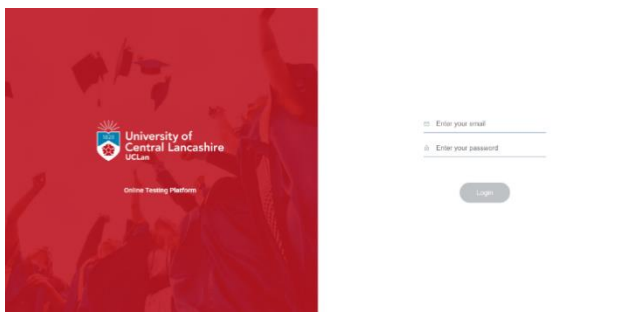 University of
Central Lancashire
UCLan
Online Testing Platform
Enter your email
Enter your password
Login